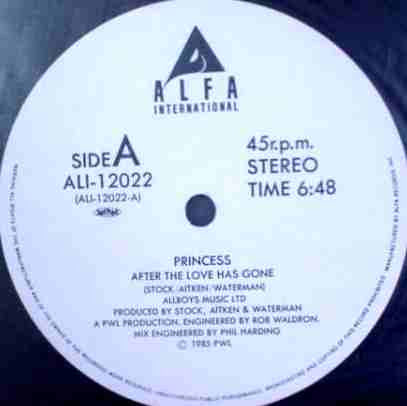 ALFA
INTERNATIONAL
SIDE A
ALI-12022
(ALI-12022-A)
45r.p.m.
STEREO
TIME 6:48
PRINCESS
AFTER THE LOVE HAS GONE
(STOCK/AITKEN/WATERMAN)
ALLBOYS MUSIC LTD
PRODUCED BY STOCK, AITKEN & WATERMAN
A PWL PRODUCTION. ENGINEERED BY ROB WALDRON.
MIX ENGINEERED BY PHIL HARDING
Ⓒ 1985 PWL